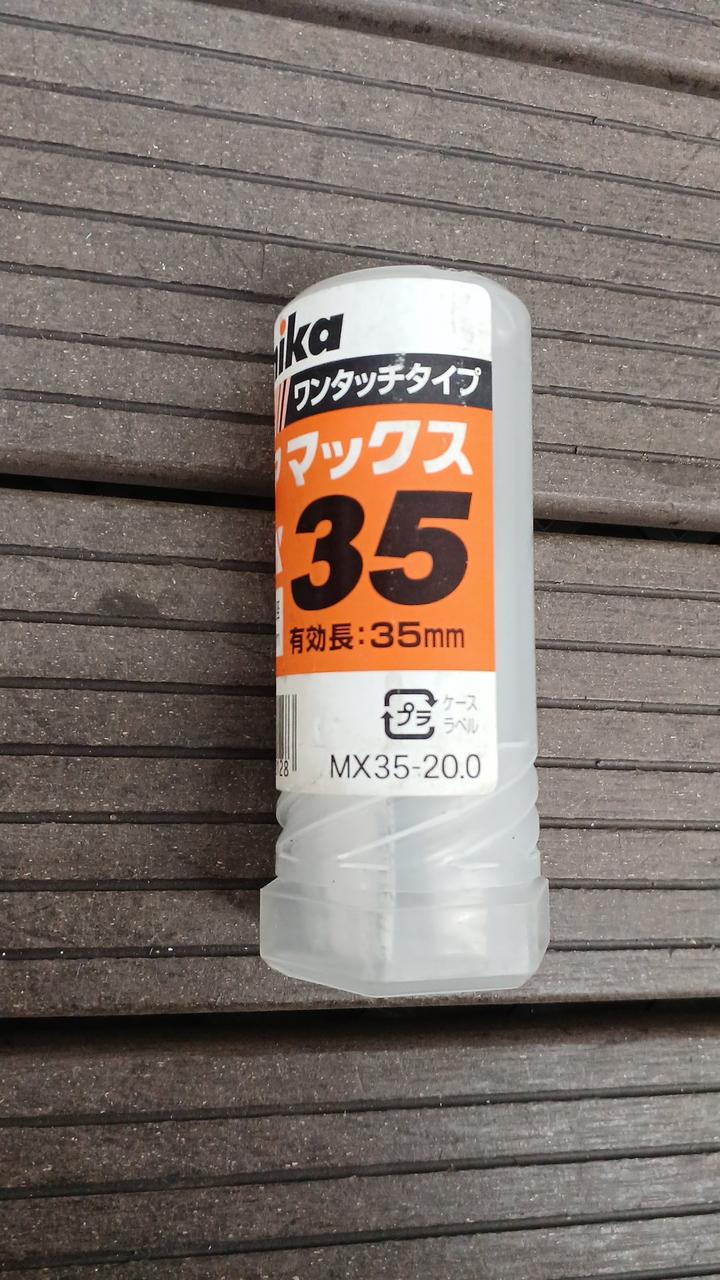 ika
ワンタッチタイプ
マックス
35
有効長:35mm
プラ
ケース
ラベル
28
MX35-20.0